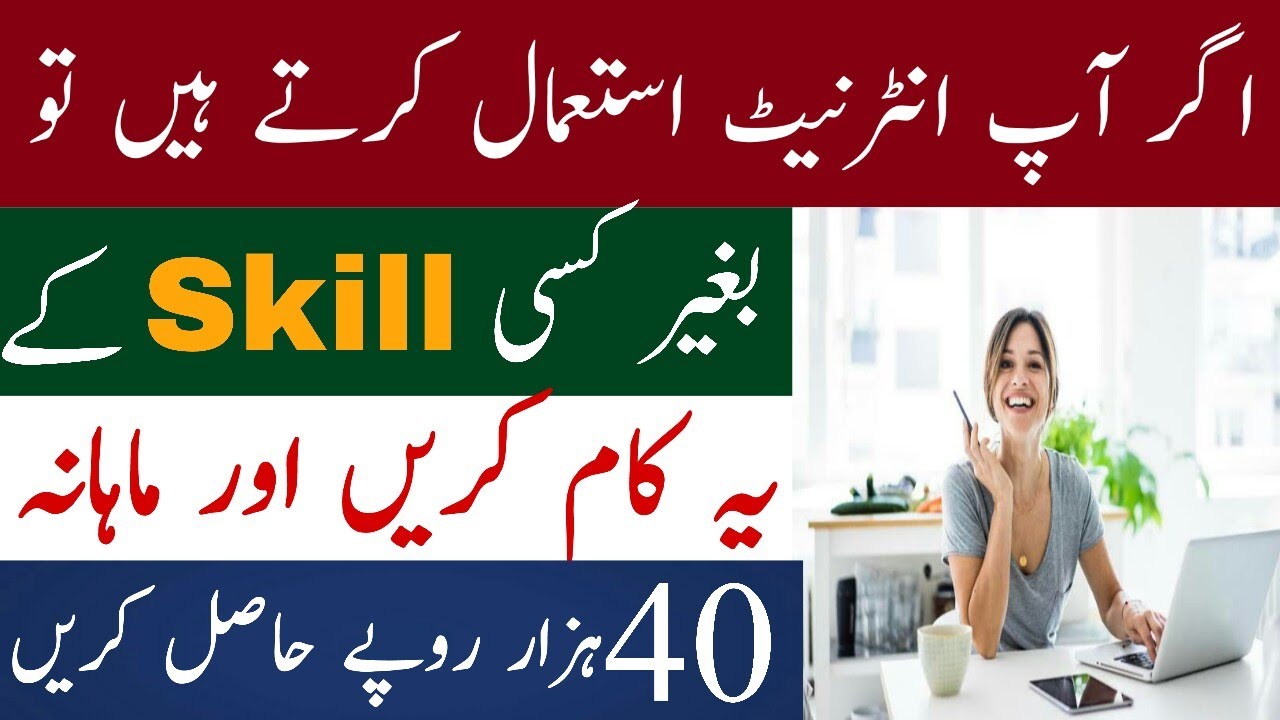 اگر آپ انٹرنیٹ استعمال کرتے ہیں تو
بغیر کسی Skill کے
یہ کام کریں اور ماہانہ
40 ہزار روپے حاصل کریں